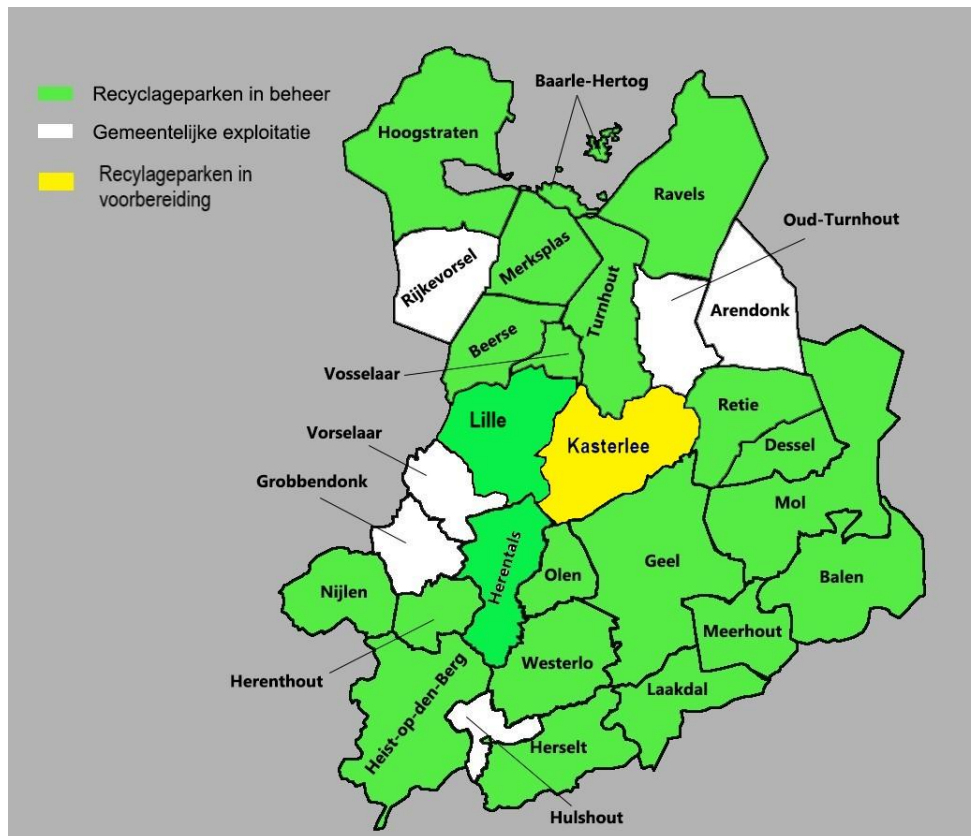 Recyclageparken in beheer
Gemeentelijke exploitatie
Recylageparken in
voorbereiding
Baarle-Hertog
Hoogstraten
Ravels
Oud-Turnhout
Rijkevorsel
Merksplas
Turnhout
Arendonk
Beerse
Vosselaar
Lille
Retie
Kasterlee
Dessel
Vorselaar
Grobbendonk
Mol
Herentals
Olen
Geel
Balen
Nijlen
Meerhout
Herenthout
Westerlo
Laakdal
Heist-op-den-Berg
Herselt
Hulshout